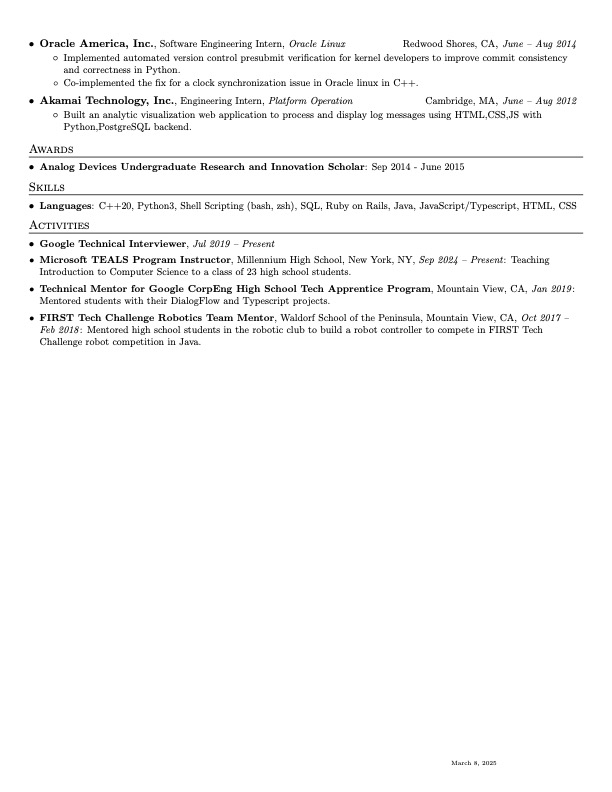 • Oracle America, Inc., Software Engineering Intern, Oracle Linux Redwood Shores, CA, June – Aug 2014
◦ Implemented automated version control presubmit verification for kernel developers to improve commit consistency
and correctness in Python.
◦ Co-implemented the fix for a clock synchronization issue in Oracle linux in C++.
• Akamai Technology, Inc., Engineering Intern, Platform Operation Cambridge, MA, June – Aug 2012
◦ Built an analytic visualization web application to process and display log messages using HTML,CSS,JS with
Python,PostgreSQL backend.
Awards
• Analog Devices Undergraduate Research and Innovation Scholar: Sep 2014 - June 2015
Skills
• Languages: C++20, Python3, Shell Scripting (bash, zsh), SQL, Ruby on Rails, Java, JavaScript/Typescript, HTML, CSS
Activities
• Google Technical Interviewer, Jul 2019 – Present
• Microsoft TEALS Program Instructor, Millennium High School, New York, NY, Sep 2024 – Present: Teaching
Introduction to Computer Science to a class of 23 high school students.
• Technical Mentor for Google CorpEng High School Tech Apprentice Program, Mountain View, CA, Jan 2019:
Mentored students with their DialogFlow and Typescript projects.
• FIRST Tech Challenge Robotics Team Mentor, Waldorf School of the Peninsula, Mountain View, CA, Oct 2017 –
Feb 2018: Mentored high school students in the robotic club to build a robot controller to compete in FIRST Tech
Challenge robot competition in Java.
March 8, 2025